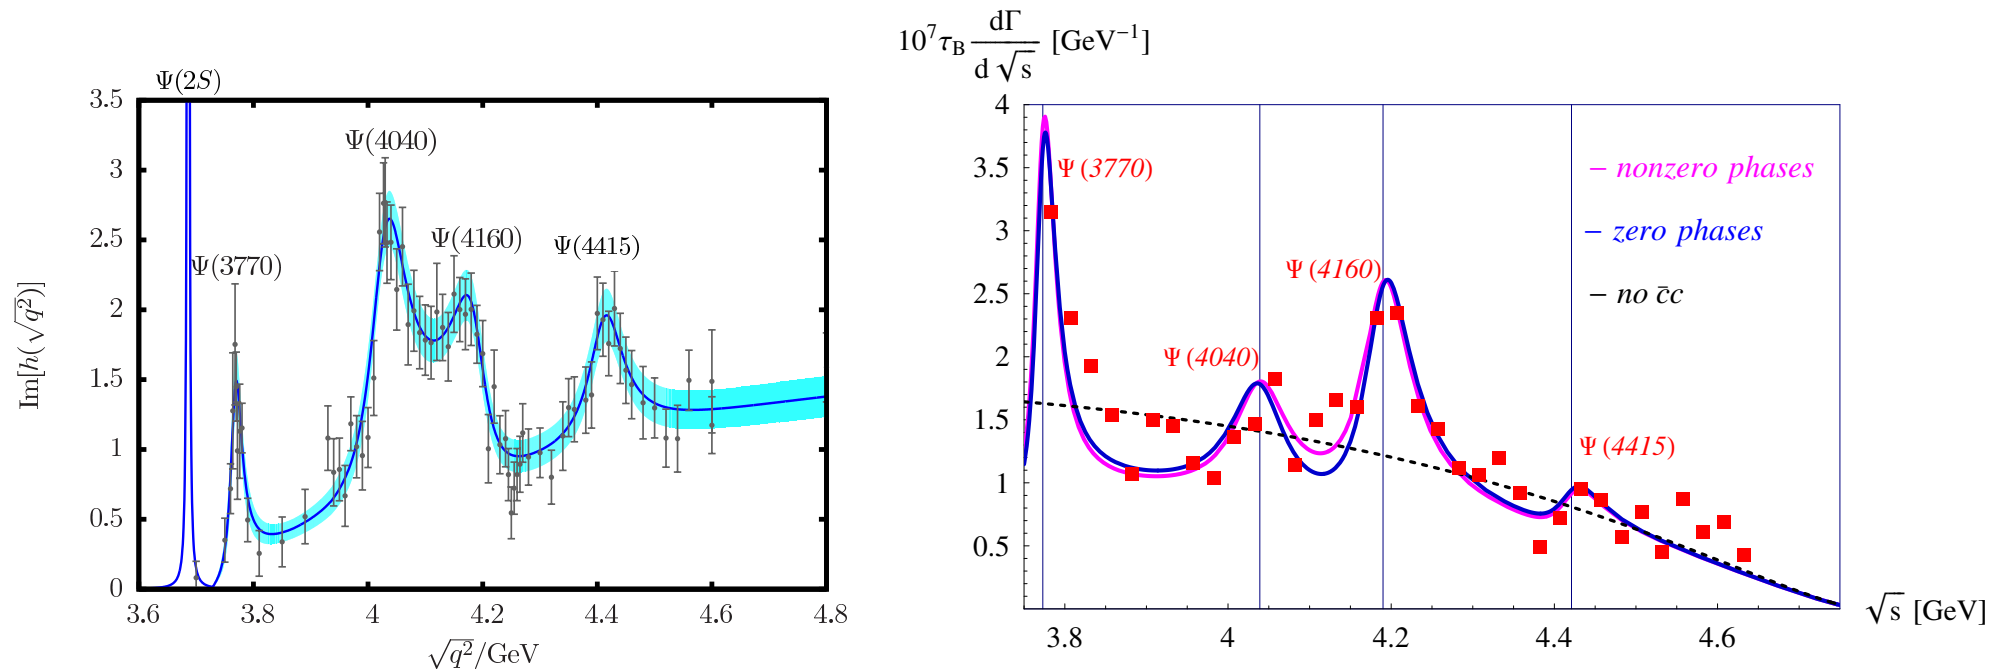 Ψ(2S)
3.5
3
2.5
2
1.5
1
0.5
0
Im[h(√q²)]
Ψ(3770)
Ψ(4040)
Ψ(4160)
Ψ(4415)
3.6 3.8 4 4.2 4.4 4.6 4.8
√q²/GeV
10⁷τ_B dΓ/d√s [GeV⁻¹]
4
3.5
3
2.5
2
1.5
1
0.5
Ψ (3770)
Ψ (4040)
Ψ (4160)
Ψ (4415)
– nonzero phases
– zero phases
– no c̄c
3.8 4 4.2 4.4 4.6
√s [GeV]